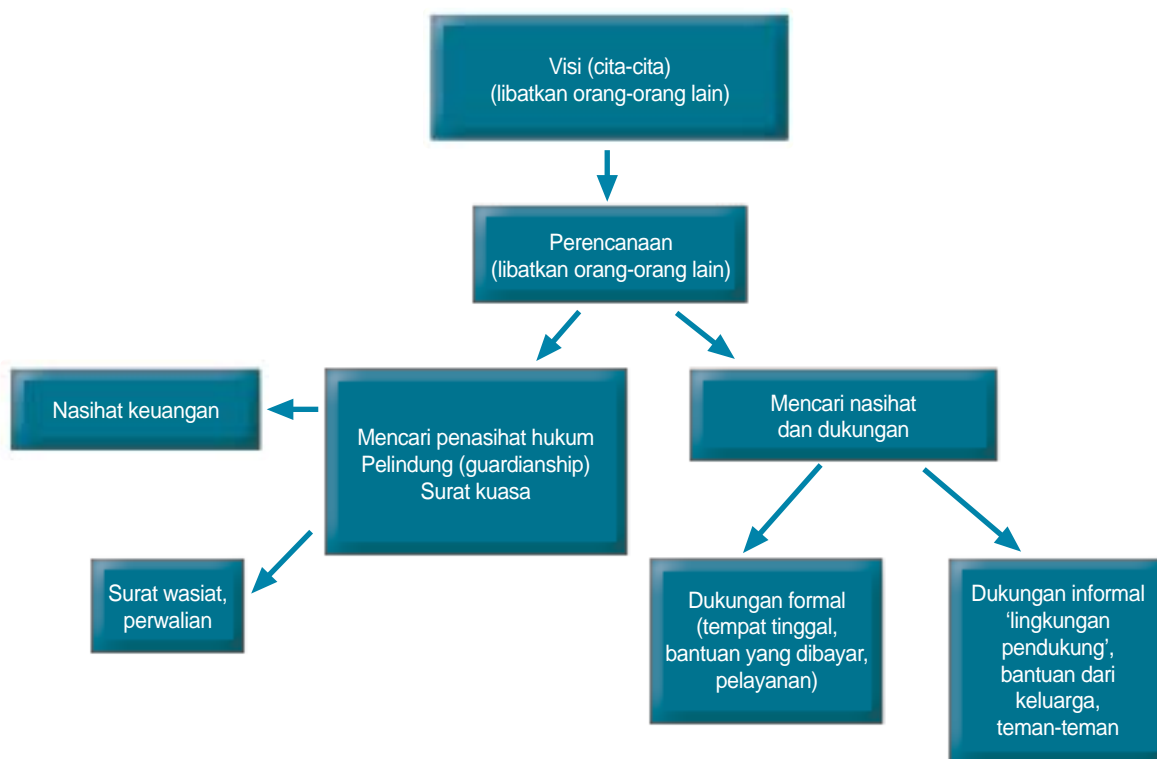 Visi (cita-cita)
(libatkan orang-orang lain)
Perencanaan
(libatkan orang-orang lain)
Nasihat keuangan
Mencari penasihat hukum
Pelindung (guardianship)
Surat kuasa
Mencari nasihat
dan dukungan
Surat wasiat,
perwalian
Dukungan formal
(tempat tinggal,
bantuan yang dibayar,
pelayanan)
Dukungan informal
‘lingkungan
pendukung’,
bantuan dari
keluarga,
teman-teman